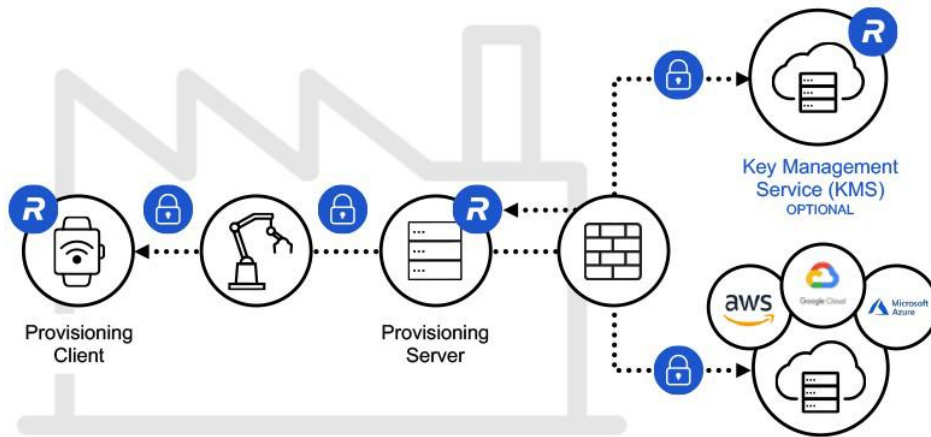 R
Key Management
Service (KMS)
OPTIONAL
R
R
Provisioning
Client
Provisioning
Server
aws
Google Cloud
Microsoft
Azure